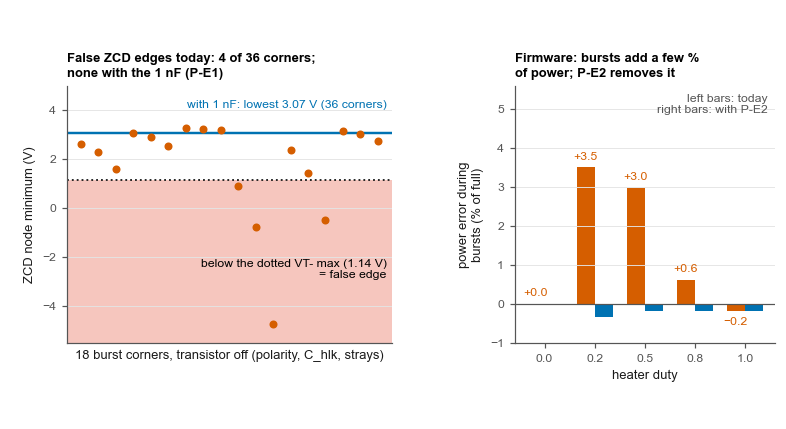 False ZCD edges today: 4 of 36 corners;
none with the 1 nF (P-E1)
with 1 nF: lowest 3.07 V (36 corners)
4
2
0
−2
−4
ZCD node minimum (V)
below the dotted VT- max (1.14 V)
= false edge
18 burst corners, transistor off (polarity, C_hlk, strays)
Firmware: bursts add a few %
of power; P-E2 removes it
left bars: today
right bars: with P-E2
5
4
3
2
1
0
−1
power error during
bursts (% of full)
+0.0
+3.5
+3.0
+0.6
−0.2
0.0
0.2
0.5
0.8
1.0
heater duty